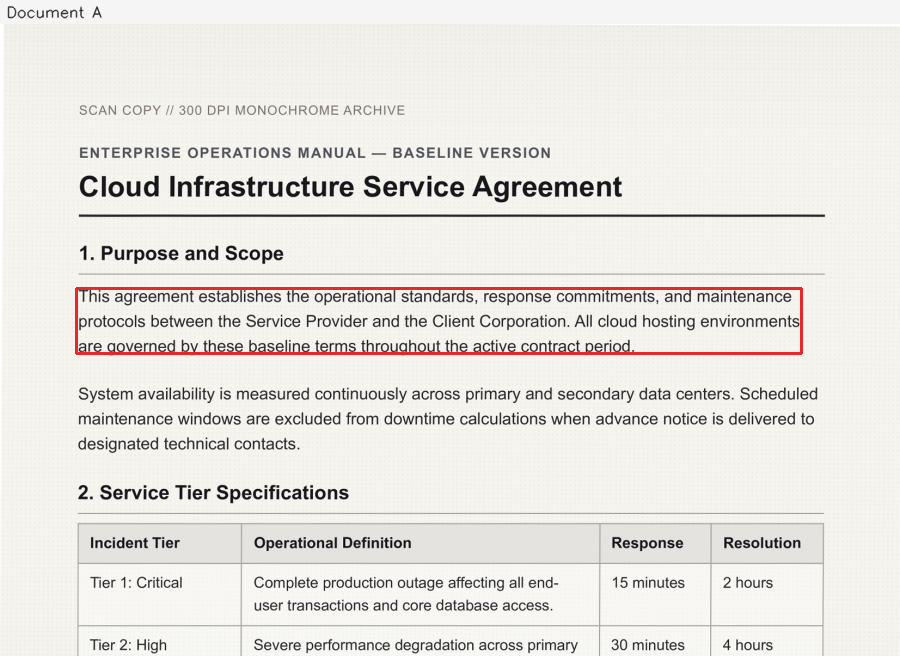 Document A
SCAN COPY // 300 DPI MONOCHROME ARCHIVE
ENTERPRISE OPERATIONS MANUAL — BASELINE VERSION
Cloud Infrastructure Service Agreement
1. Purpose and Scope
This agreement establishes the operational standards, response commitments, and maintenance
protocols between the Service Provider and the Client Corporation. All cloud hosting environments
are governed by these baseline terms throughout the active contract period.
System availability is measured continuously across primary and secondary data centers. Scheduled
maintenance windows are excluded from downtime calculations when advance notice is delivered to
designated technical contacts.
2. Service Tier Specifications
Incident Tier Operational Definition Response Resolution
Tier 1: Critical Complete production outage affecting all end- 15 minutes 2 hours
user transactions and core database access.
Tier 2: High Severe performance degradation across primary 30 minutes 4 hours